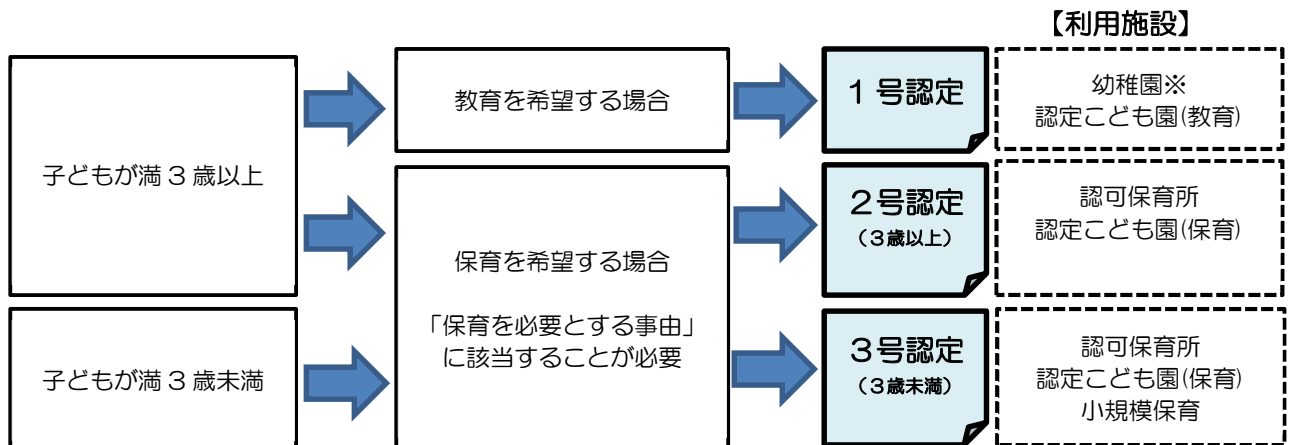 【利用施設】
子どもが満3歳以上
教育を希望する場合
1号認定
幼稚園※
認定こども園(教育)
保育を希望する場合
「保育を必要とする事由」
に該当することが必要
2号認定
(3歳以上)
認可保育所
認定こども園(保育)
子どもが満3歳未満
3号認定
(3歳未満)
認可保育所
認定こども園(保育)
小規模保育